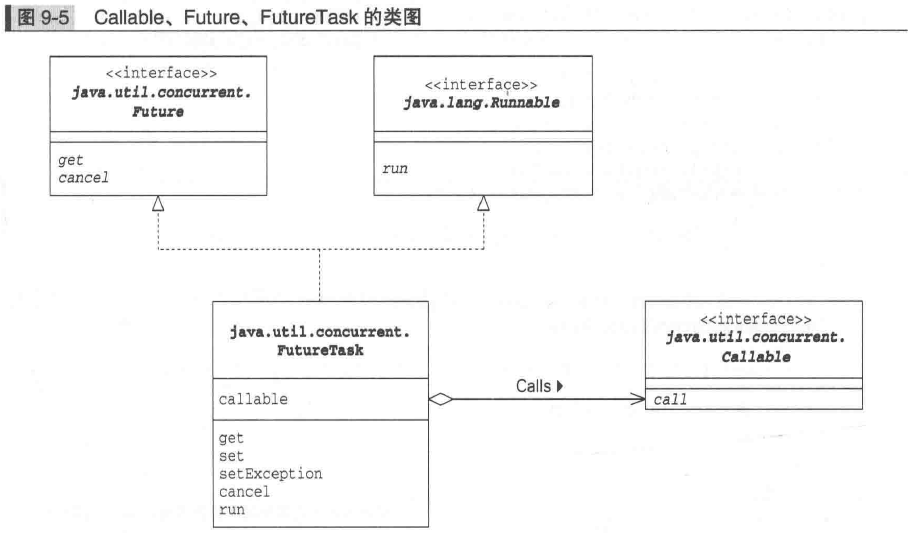 图 9-5 Callable、Future、FutureTask 的类图
<<interface>>
java.util.concurrent.
Future
get
cancel
<<interface>>
java.lang.Runnable
run
java.util.concurrent.
FutureTask
callable
get
set
setException
cancel
run
Calls
<<interface>>
java.util.concurrent.
Callable
call